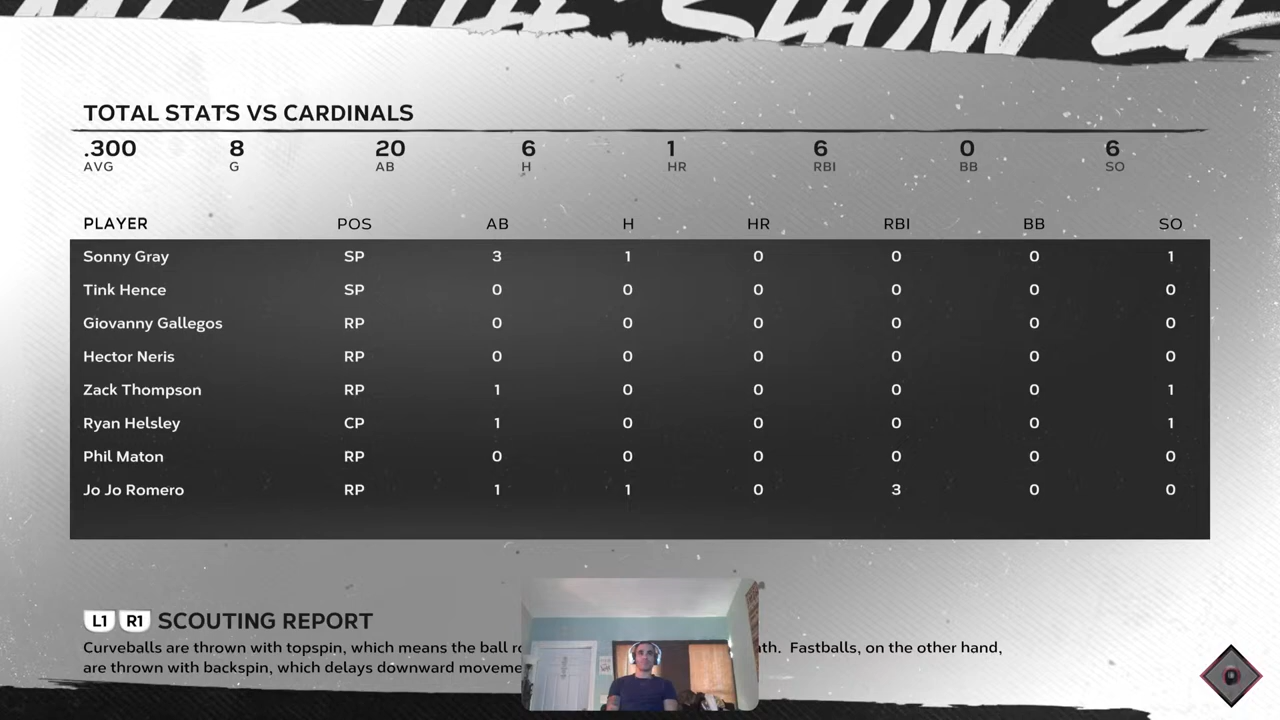 MLB THE SHOW 24
TOTAL STATS VS CARDINALS
.300 8 20 6 1 6 0 6
AVG G AB H HR RBI BB SO
PLAYER POS AB H HR RBI BB SO
Sonny Gray SP 3 1 0 0 0 1
Tink Hence SP 0 0 0 0 0 0
Giovanny Gallegos RP 0 0 0 0 0 0
Hector Neris RP 0 0 0 0 0 0
Zack Thompson RP 1 0 0 0 0 1
Ryan Helsley CP 1 0 0 0 0 1
Phil Maton RP 0 0 0 0 0 0
Jo Jo Romero RP 1 1 0 3 0 0
L1 R1 SCOUTING REPORT
Curveballs are thrown with topspin, which means the ball Fastballs, on the other hand,
are thrown with backspin, which delays downward